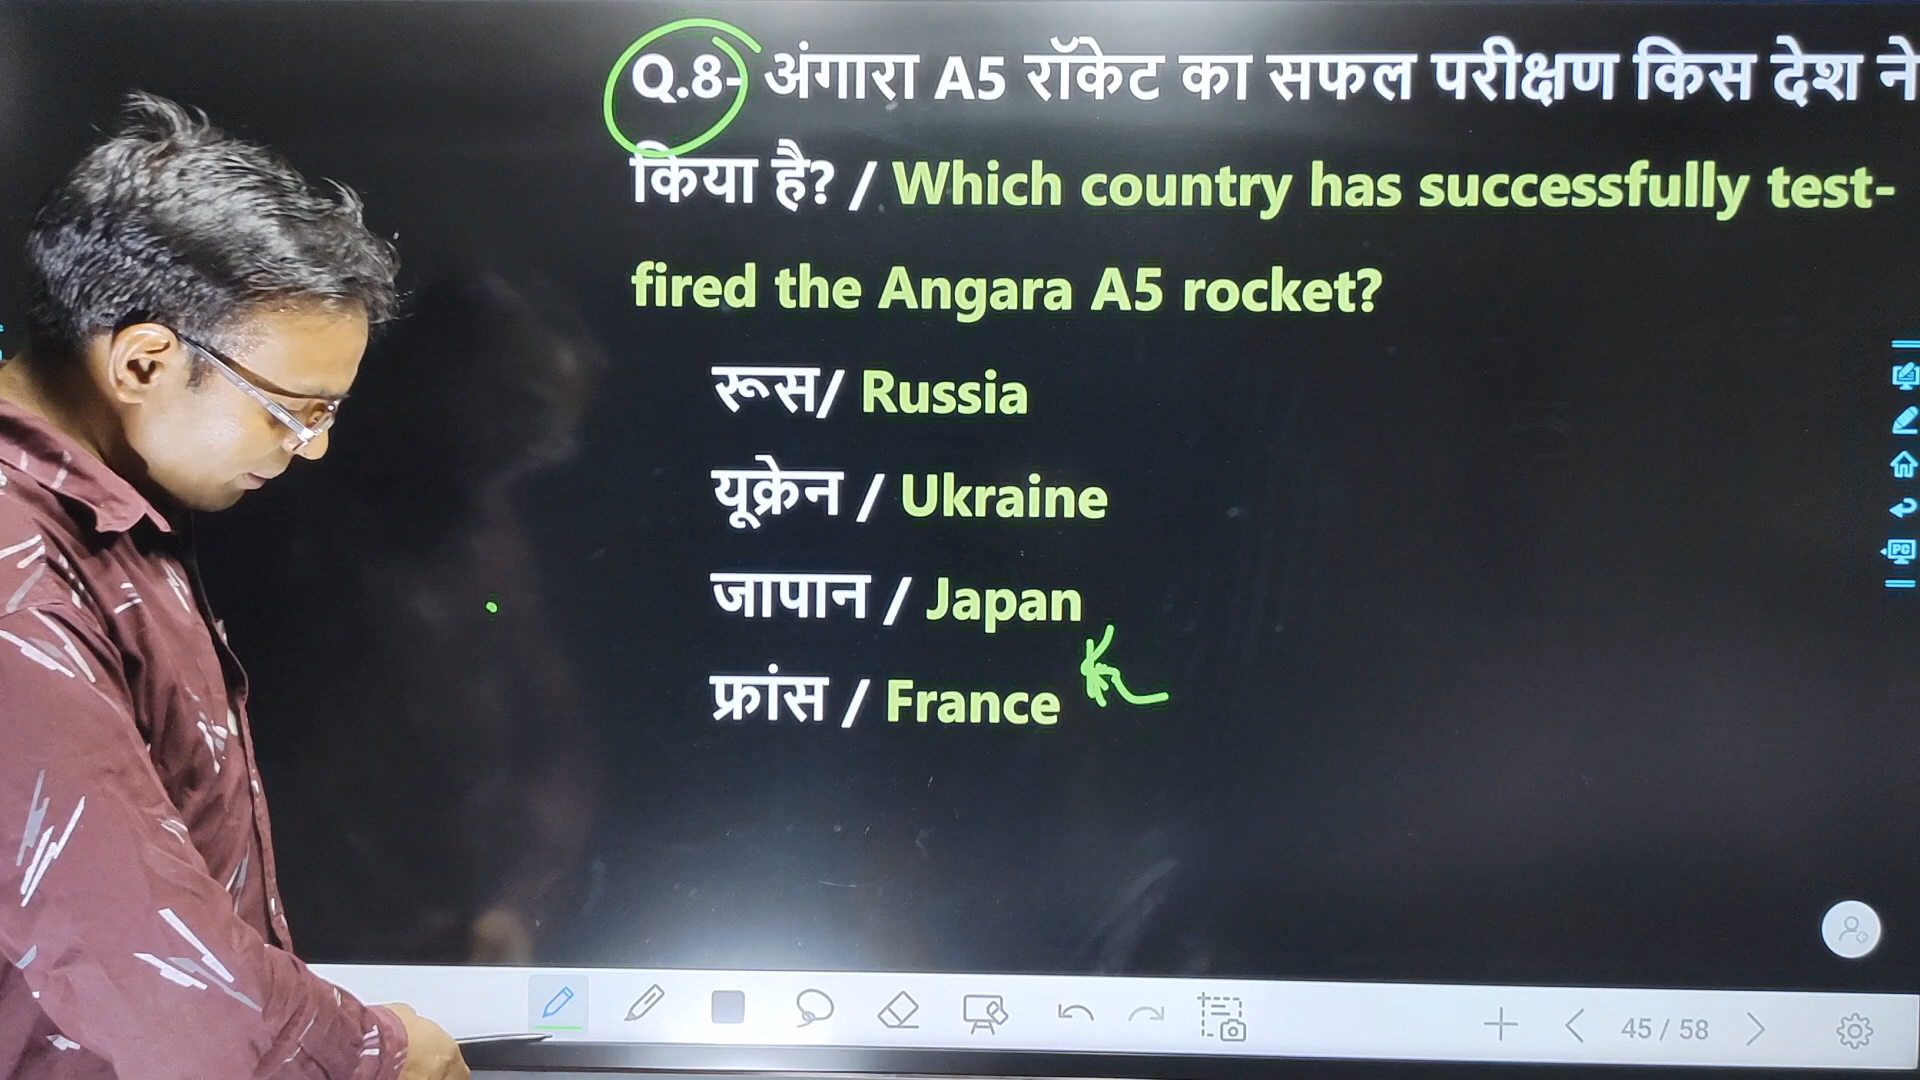 Q.8- अंगारा A5 रॉकेट का सफल परीक्षण किस देश ने
किया है? / Which country has successfully test-
fired the Angara A5 rocket?
रूस/ Russia
यूक्रेन / Ukraine
जापान / Japan
फ्रांस / France
PC
45 / 58